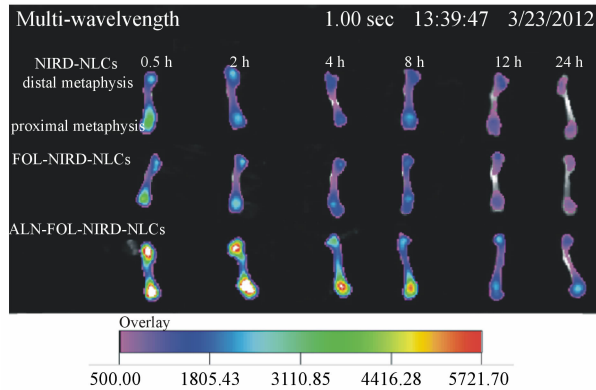 Multi-wavelvength 1.00 sec 13:39:47 3/23/2012
NIRD-NLCs 0.5 h 2 h 4 h 8 h 12 h 24 h
distal metaphysis
proximal metaphysis
FOL-NIRD-NLCs
ALN-FOL-NIRD-NLCs
Overlay
500.00 1805.43 3110.85 4416.28 5721.70